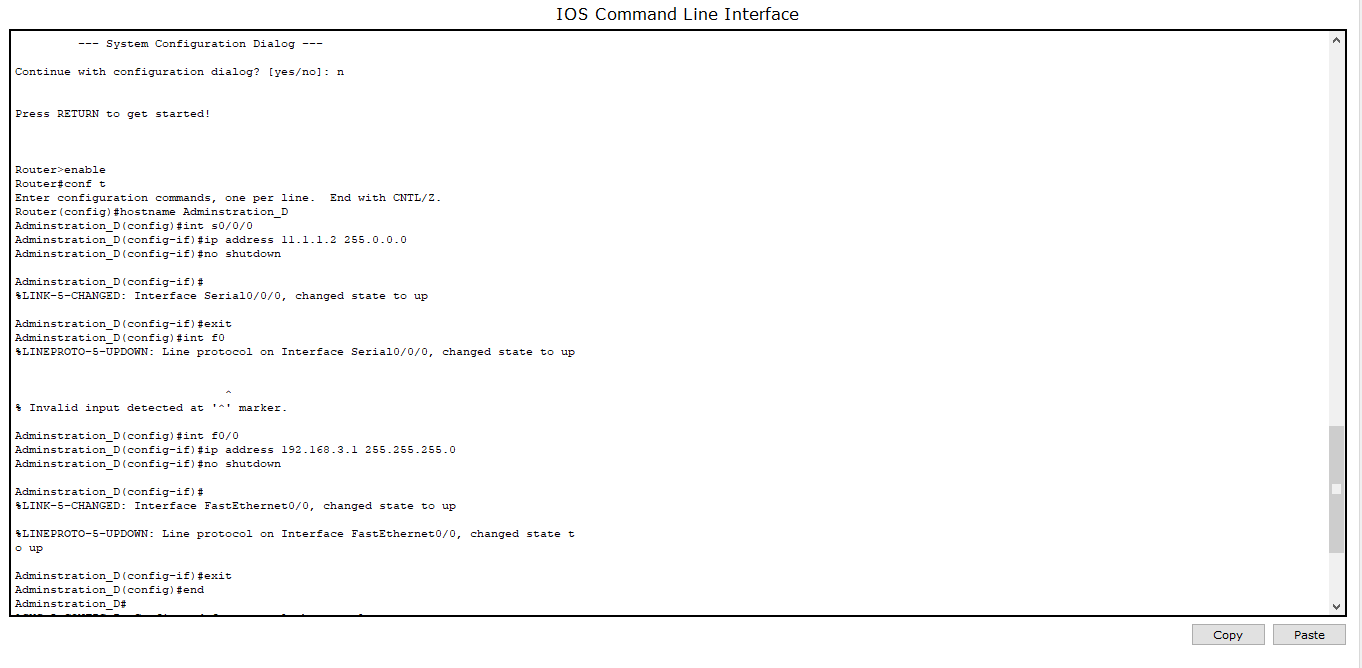 IOS Command Line Interface
--- System Configuration Dialog ---
Continue with configuration dialog? [yes/no]: n
Press RETURN to get started!
Router>enable
Router#conf t
Enter configuration commands, one per line.  End with CNTL/Z.
Router(config)#hostname Adminstration_D
Adminstration_D(config)#int s0/0/0
Adminstration_D(config-if)#ip address 11.1.1.2 255.0.0.0
Adminstration_D(config-if)#no shutdown
Adminstration_D(config-if)#
%LINK-5-CHANGED: Interface Serial0/0/0, changed state to up
Adminstration_D(config-if)#exit
Adminstration_D(config)#int f0
%LINEPROTO-5-UPDOWN: Line protocol on Interface Serial0/0/0, changed state to up
^
% Invalid input detected at '^' marker.
Adminstration_D(config)#int f0/0
Adminstration_D(config-if)#ip address 192.168.3.1 255.255.255.0
Adminstration_D(config-if)#no shutdown
Adminstration_D(config-if)#
%LINK-5-CHANGED: Interface FastEthernet0/0, changed state to up
%LINEPROTO-5-UPDOWN: Line protocol on Interface FastEthernet0/0, changed state t
o up
Adminstration_D(config-if)#exit
Adminstration_D(config)#end
Adminstration_D#
Copy
Paste